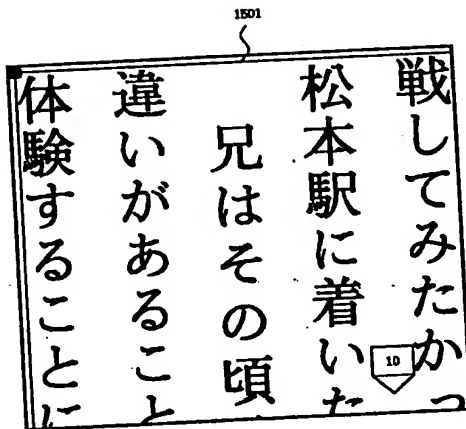 1501
戦してみたかっ
松本駅に着いた
兄はその頃
違いがあること
体験することに
10